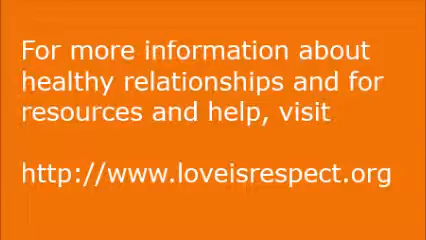 For more information about
healthy relationships and for
resources and help, visit
http://www.loveisrespect.org